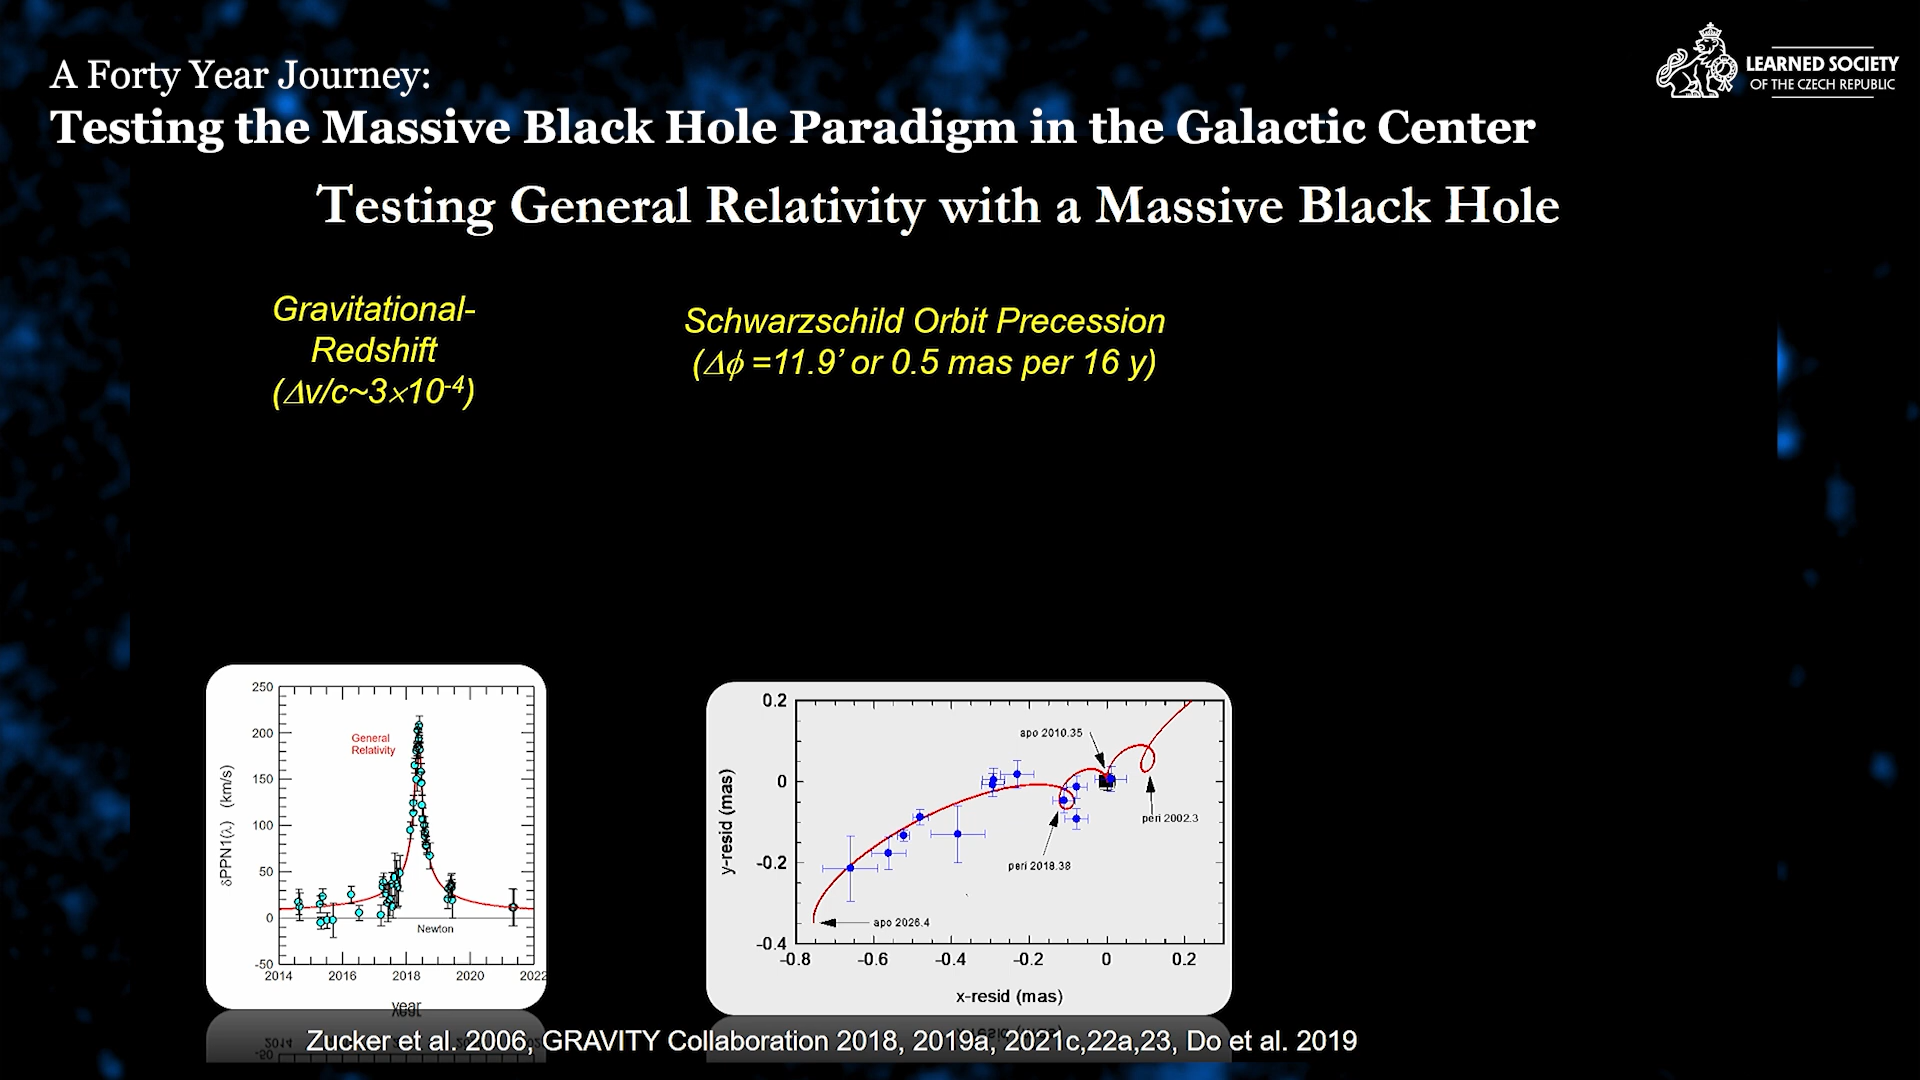 A Forty Year Journey:
Testing the Massive Black Hole Paradigm in the Galactic Center
LEARNED SOCIETY
OF THE CZECH REPUBLIC
Testing General Relativity with a Massive Black Hole
Gravitational-
Redshift
(Δv/c~3×10-4)
Schwarzschild Orbit Precession
(Δϕ =11.9’ or 0.5 mas per 16 y)
250
200
150
100
50
0
-50
δPPN1(λ) (km/s)
General
Relativity
Newton
2014
2016
2018
2020
2022
year
0.2
0
-0.2
-0.4
y-resid (mas)
apo 2010.35
peri 2002.3
peri 2018.38
apo 2026.4
-0.8
-0.6
-0.4
-0.2
0
0.2
x-resid (mas)
Zucker et al. 2006, GRAVITY Collaboration 2018, 2019a, 2021c,22a,23, Do et al. 2019